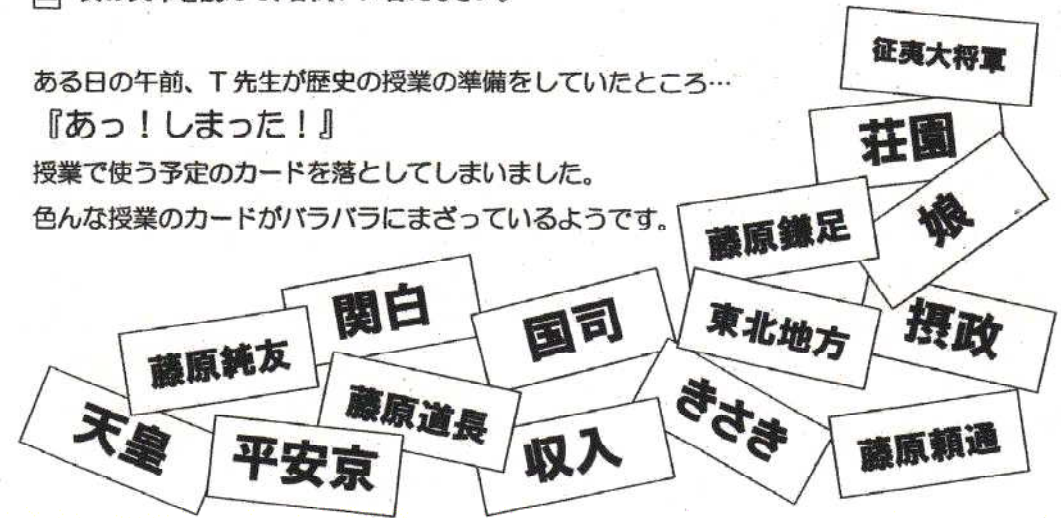 ある日の午前、T先生が歴史の授業の準備をしていたところ…
『あっ！しまった！』
授業で使う予定のカードを落としてしまいました。
色んな授業のカードがバラバラにまざっているようです。
征夷大将軍
荘園
娘
藤原鎌足
関白
国司
東北地方
摂政
藤原純友
藤原道長
きさき
天皇
平安京
収入
藤原頼通